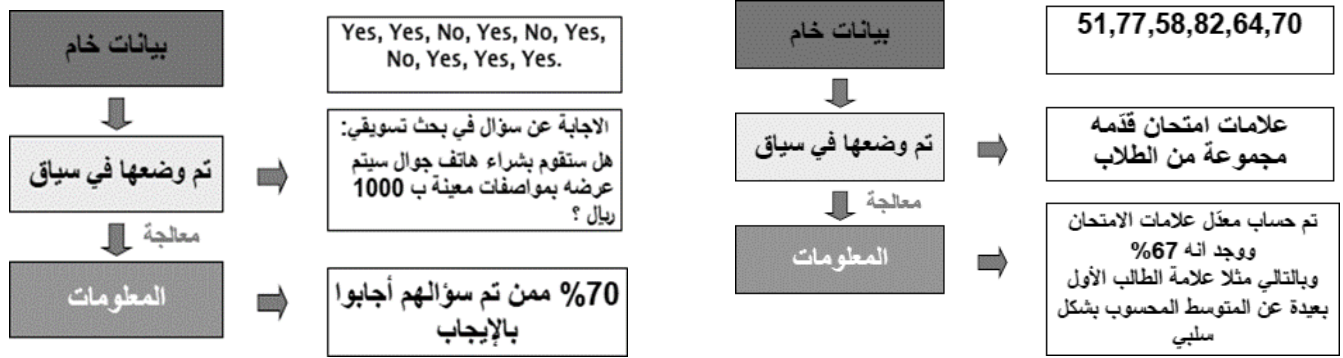 بيانات خام
Yes, Yes, No, Yes, No, Yes,
No, Yes, Yes, Yes.
تم وضعها في سياق
الاجابة عن سؤال في بحث تسويقي:
هل ستقوم بشراء هاتف جوال سيتم
عرضه بمواصفات معينة ب 1000
ريال ؟
معالجة
المعلومات
%70 ممن تم سؤالهم أجابوا
بالإيجاب
بيانات خام
51,77,58,82,64,70
تم وضعها في سياق
علامات امتحان قدّمه
مجموعة من الطلاب
معالجة
المعلومات
تم حساب معدّل علامات الامتحان
ووجد انه 67%
وبالتالي مثلا علامة الطالب الأول
بعيدة عن المتوسط المحسوب بشكل
سلبي